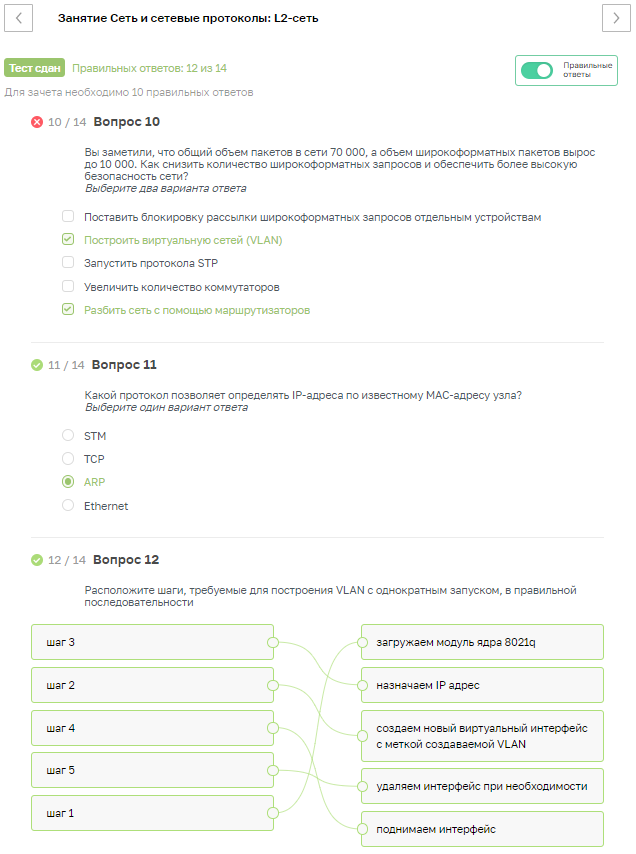 Занятие Сеть и сетевые протоколы: L2-сеть
Тест сдан
Правильных ответов: 12 из 14
Правильные
ответы
Для зачета необходимо 10 правильных ответов
10 / 14 Вопрос 10
Вы заметили, что общий объем пакетов в сети 70 000, а объем широкоформатных пакетов вырос
до 10 000. Как снизить количество широкоформатных запросов и обеспечить более высокую
безопасность сети?
Выберите два варианта ответа
Поставить блокировку рассылки широкоформатных запросов отдельным устройствам
Построить виртуальную сетей (VLAN)
Запустить протокола STP
Увеличить количество коммутаторов
Разбить сеть с помощью маршрутизаторов
11 / 14 Вопрос 11
Какой протокол позволяет определять IP-адреса по известному MAC-адресу узла?
Выберите один вариант ответа
STM
TCP
ARP
Ethernet
12 / 14 Вопрос 12
Расположите шаги, требуемые для построения VLAN с однократным запуском, в правильной
последовательности
шаг 3
загружаем модуль ядра 8021q
шаг 2
назначаем IP адрес
шаг 4
создаем новый виртуальный интерфейс
с меткой создаваемой VLAN
шаг 5
удаляем интерфейс при необходимости
шаг 1
поднимаем интерфейс